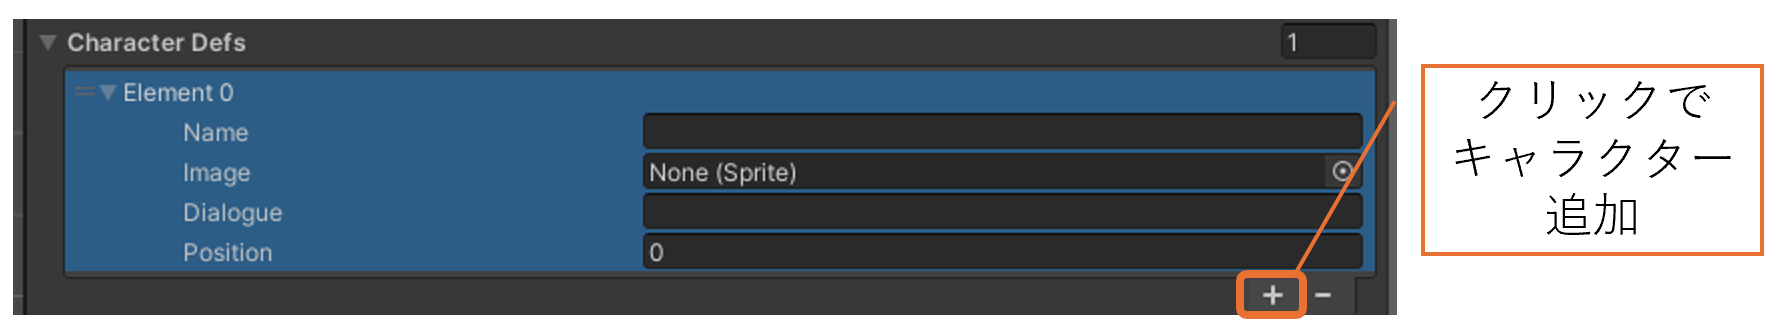 Character Defs 1
Element 0
Name
Image None (Sprite)
Dialogue
Position 0
+ −
クリックで
キャラクター
追加